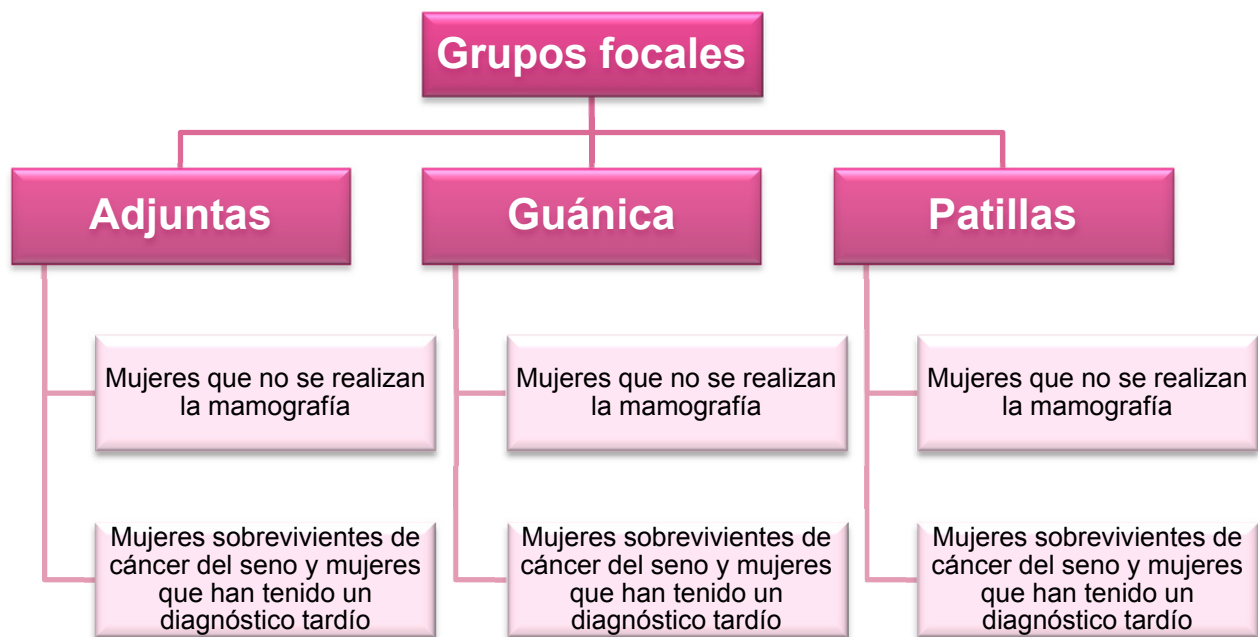 Grupos focales
Adjuntas
Guánica
Patillas
Mujeres que no se realizan
la mamografía
Mujeres que no se realizan
la mamografía
Mujeres que no se realizan
la mamografía
Mujeres sobrevivientes de
cáncer del seno y mujeres
que han tenido un
diagnóstico tardío
Mujeres sobrevivientes de
cáncer del seno y mujeres
que han tenido un
diagnóstico tardío
Mujeres sobrevivientes de
cáncer del seno y mujeres
que han tenido un
diagnóstico tardío